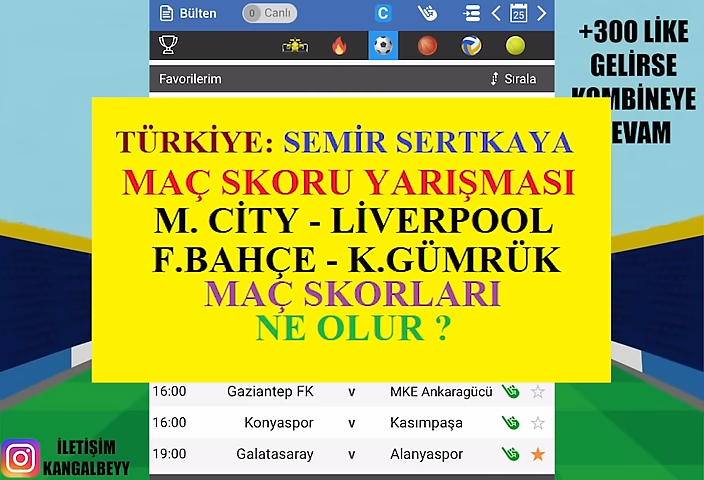 Bülten
0 Canlı
C
25
+300 LİKE
GELİRSE
KOMBİNEYE
DEVAM
Favorilerim
Sırala
TÜRKİYE: SEMİR SERTKAYA
MAÇ SKORU YARIŞMASI
M. CİTY - LİVERPOOL
F.BAHÇE - K.GÜMRÜK
MAÇ SKORLARI
NE OLUR ?
16:00 Gaziantep FK v MKE Ankaragücü
16:00 Konyaspor v Kasımpaşa
19:00 Galatasaray v Alanyaspor
İLETİŞİM
KANGALBEYY